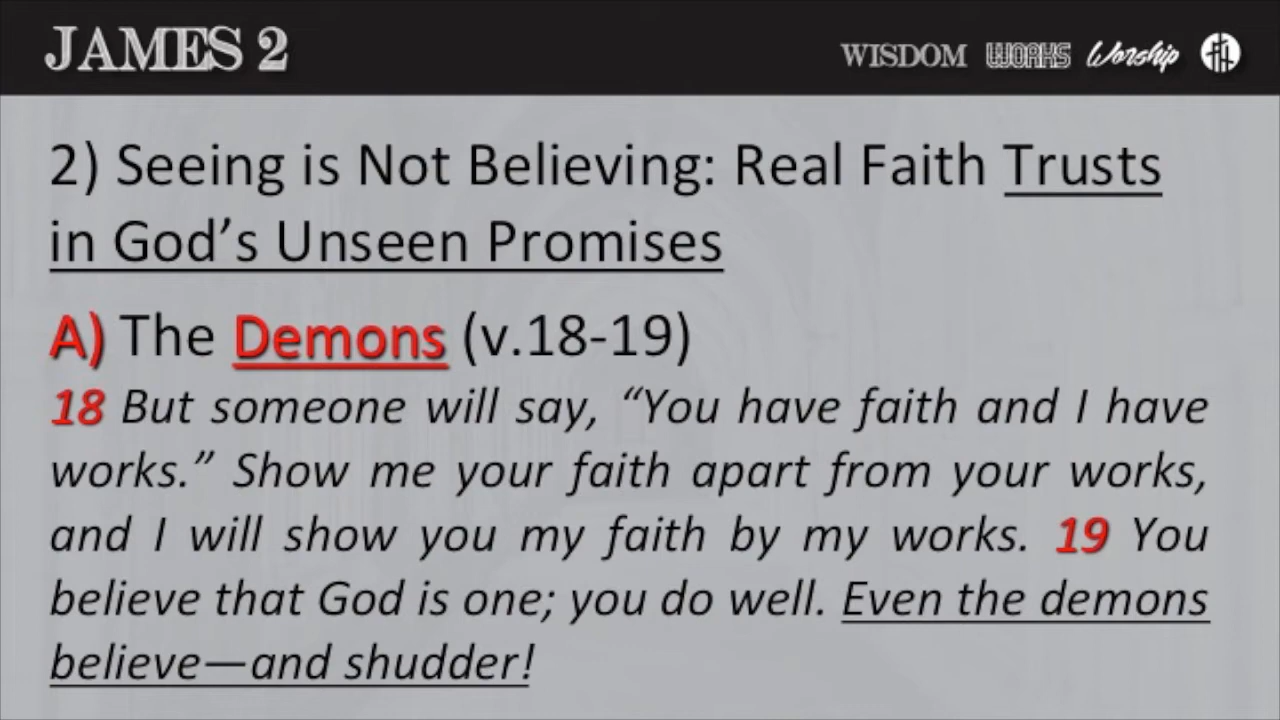 JAMES 2
WISDOM WORKS Worship
2) Seeing is Not Believing: Real Faith Trusts
in God’s Unseen Promises
A) The Demons (v.18-19)
18 But someone will say, “You have faith and I have
works.” Show me your faith apart from your works,
and I will show you my faith by my works. 19 You
believe that God is one; you do well. Even the demons
believe—and shudder!